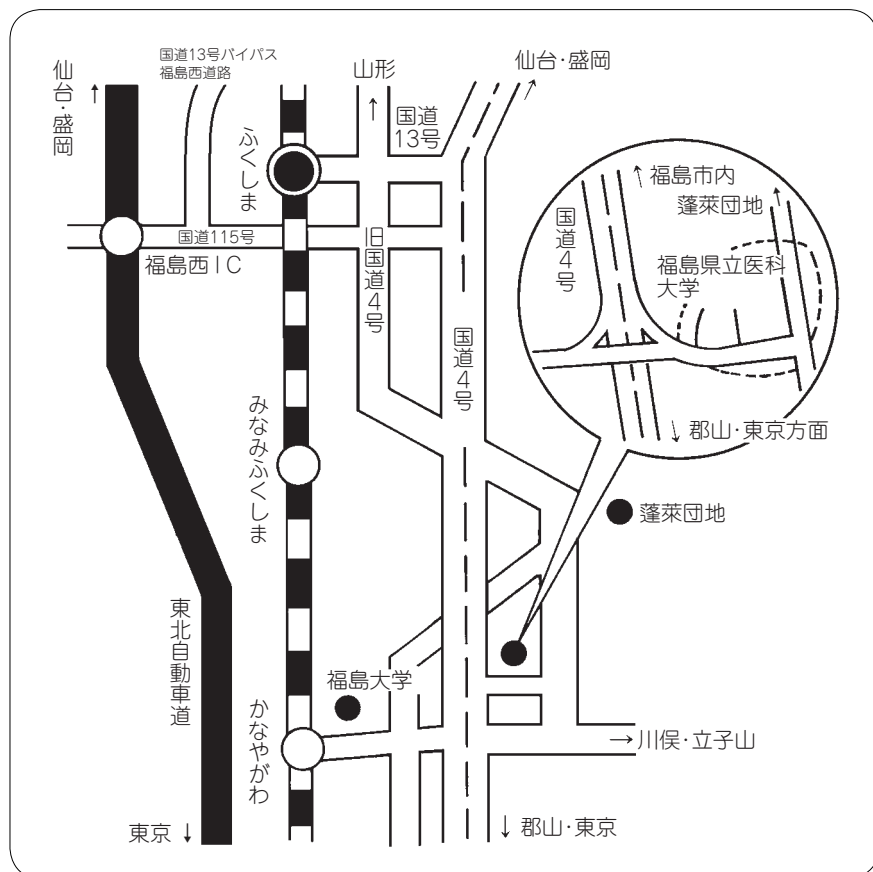 国道13号バイパス
福島西道路
仙台・盛岡
↑
山形
↑
仙台・盛岡
↑
国道
13号
ふくしま
国道115号
福島西IC
旧国道4号
国道4号
↑福島市内
蓬萊団地↑
国道4号
福島県立医科
大学
↓郡山・東京方面
みなみふくしま
蓬萊団地
東北自動車道
福島大学
かなやがわ
→川俣・立子山
東京↓
↓郡山・東京